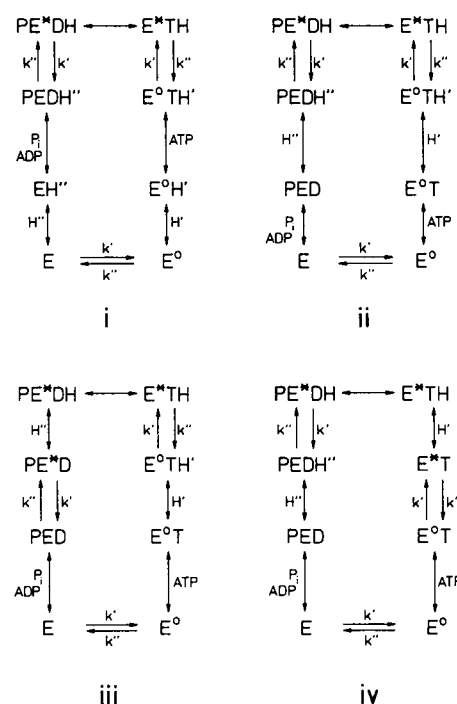 PE*DH E*TH
k" k' k' k"
PEDH" E°TH'
Pi
ADP ATP
EH" E°H'
H" H'
k'
E E°
k"
i
PE*DH E*TH
k" k' k' k"
PEDH" E°TH'
H" H'
PED E°T
Pi
ADP ATP
k'
E E°
k"
ii
PE*DH E*TH
H" k' k"
PE*D E°TH'
k" k' H'
PED E°T
Pi
ADP ATP
k'
E E°
k"
iii
PE*DH E*TH
k" k' H'
PEDH" E*T
H" k' k"
PED E°T
Pi
ADP ATP
k'
E E°
k"
iv